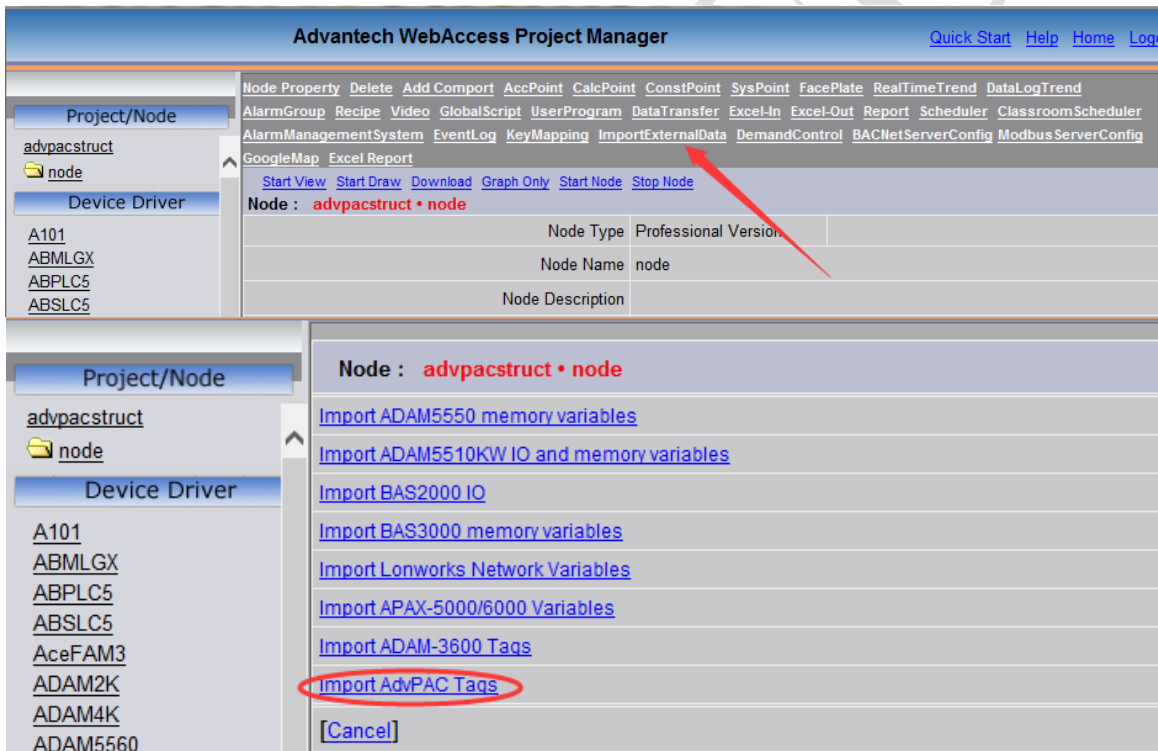 Advantech WebAccess Project Manager
Quick Start Help Home
Project/Node
advpacstruct
node
Device Driver
A101
ABMLGX
ABPLC5
ABSLC5
Node Property Delete Add Comport AccPoint CalcPoint ConstPoint SysPoint FacePlate RealTimeTrend DataLogTrend
AlarmGroup Recipe Video GlobalScript UserProgram DataTransfer Excel-In Excel-Out Report Scheduler ClassroomScheduler
AlarmManagementSystem EventLog KeyMapping ImportExternalData DemandControl BACNetServerConfig ModbusServerConfig
GoogleMap Excel Report
Start View Start Draw Download Graph Only Start Node Stop Node
Node : advpacstruct • node
Node Type Professional Version
Node Name node
Node Description
Project/Node
advpacstruct
node
Device Driver
A101
ABMLGX
ABPLC5
ABSLC5
AceFAM3
ADAM2K
ADAM4K
ADAM5560
Node : advpacstruct • node
Import ADAM5550 memory variables
Import ADAM5510KW IO and memory variables
Import BAS2000 IO
Import BAS3000 memory variables
Import Lonworks Network Variables
Import APAX-5000/6000 Variables
Import ADAM-3600 Tags
Import AdvPAC Tags
[Cancel]